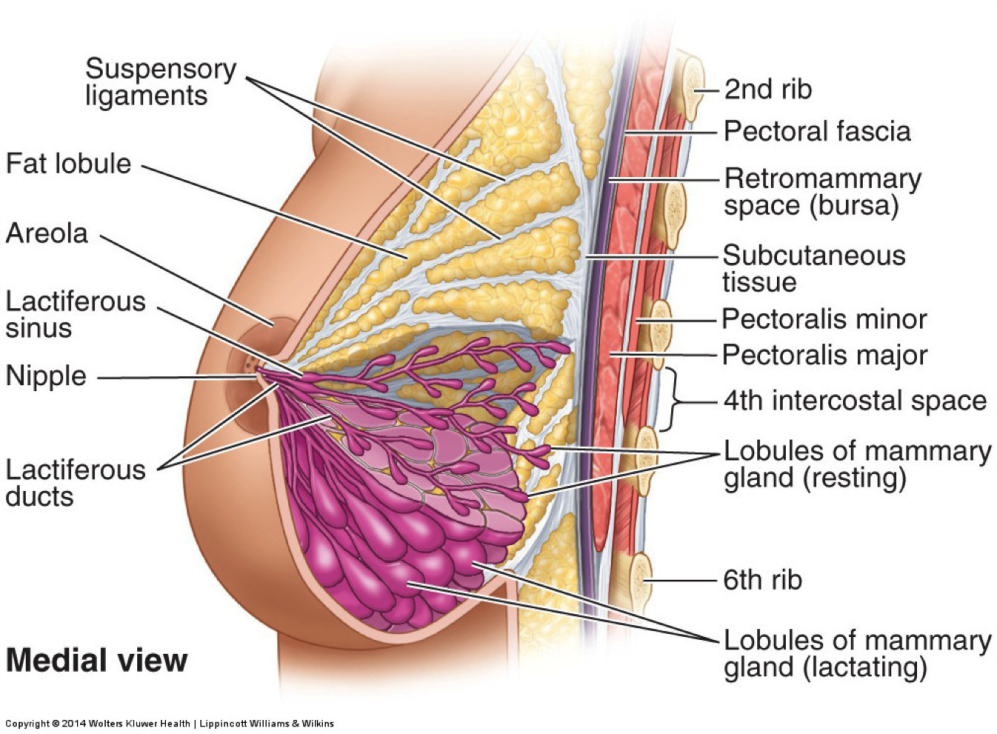 Suspensory
ligaments
Fat lobule
Areola
Lactiferous
sinus
Nipple
Lactiferous
ducts
Medial view
2nd rib
Pectoral fascia
Retromammary
space (bursa)
Subcutaneous
tissue
Pectoralis minor
Pectoralis major
4th intercostal space
Lobules of mammary
gland (resting)
6th rib
Lobules of mammary
gland (lactating)
Copyright © 2014 Wolters Kluwer Health | Lippincott Williams & Wilkins